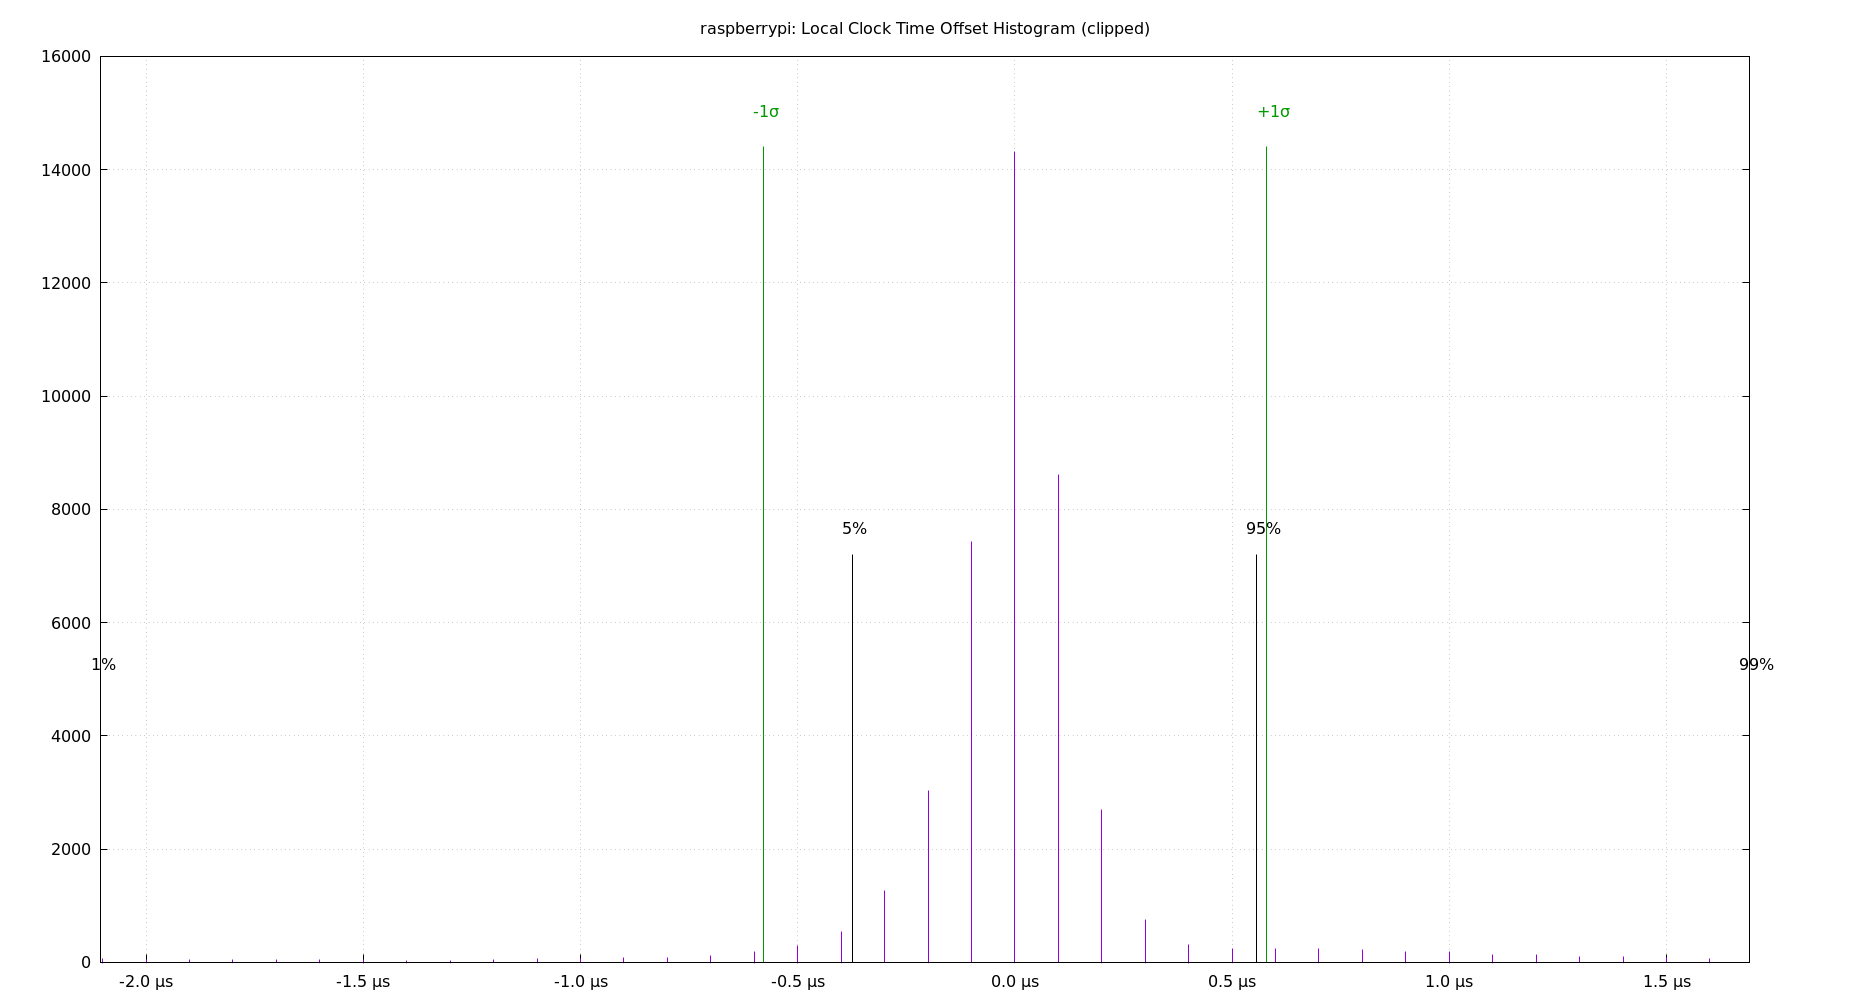 raspberrypi: Local Clock Time Offset Histogram (clipped)
16000
-1σ
+1σ
14000
12000
10000
8000
5%
95%
6000
1%
99%
4000
2000
0
-2.0 µs
-1.5 µs
-1.0 µs
-0.5 µs
0.0 µs
0.5 µs
1.0 µs
1.5 µs